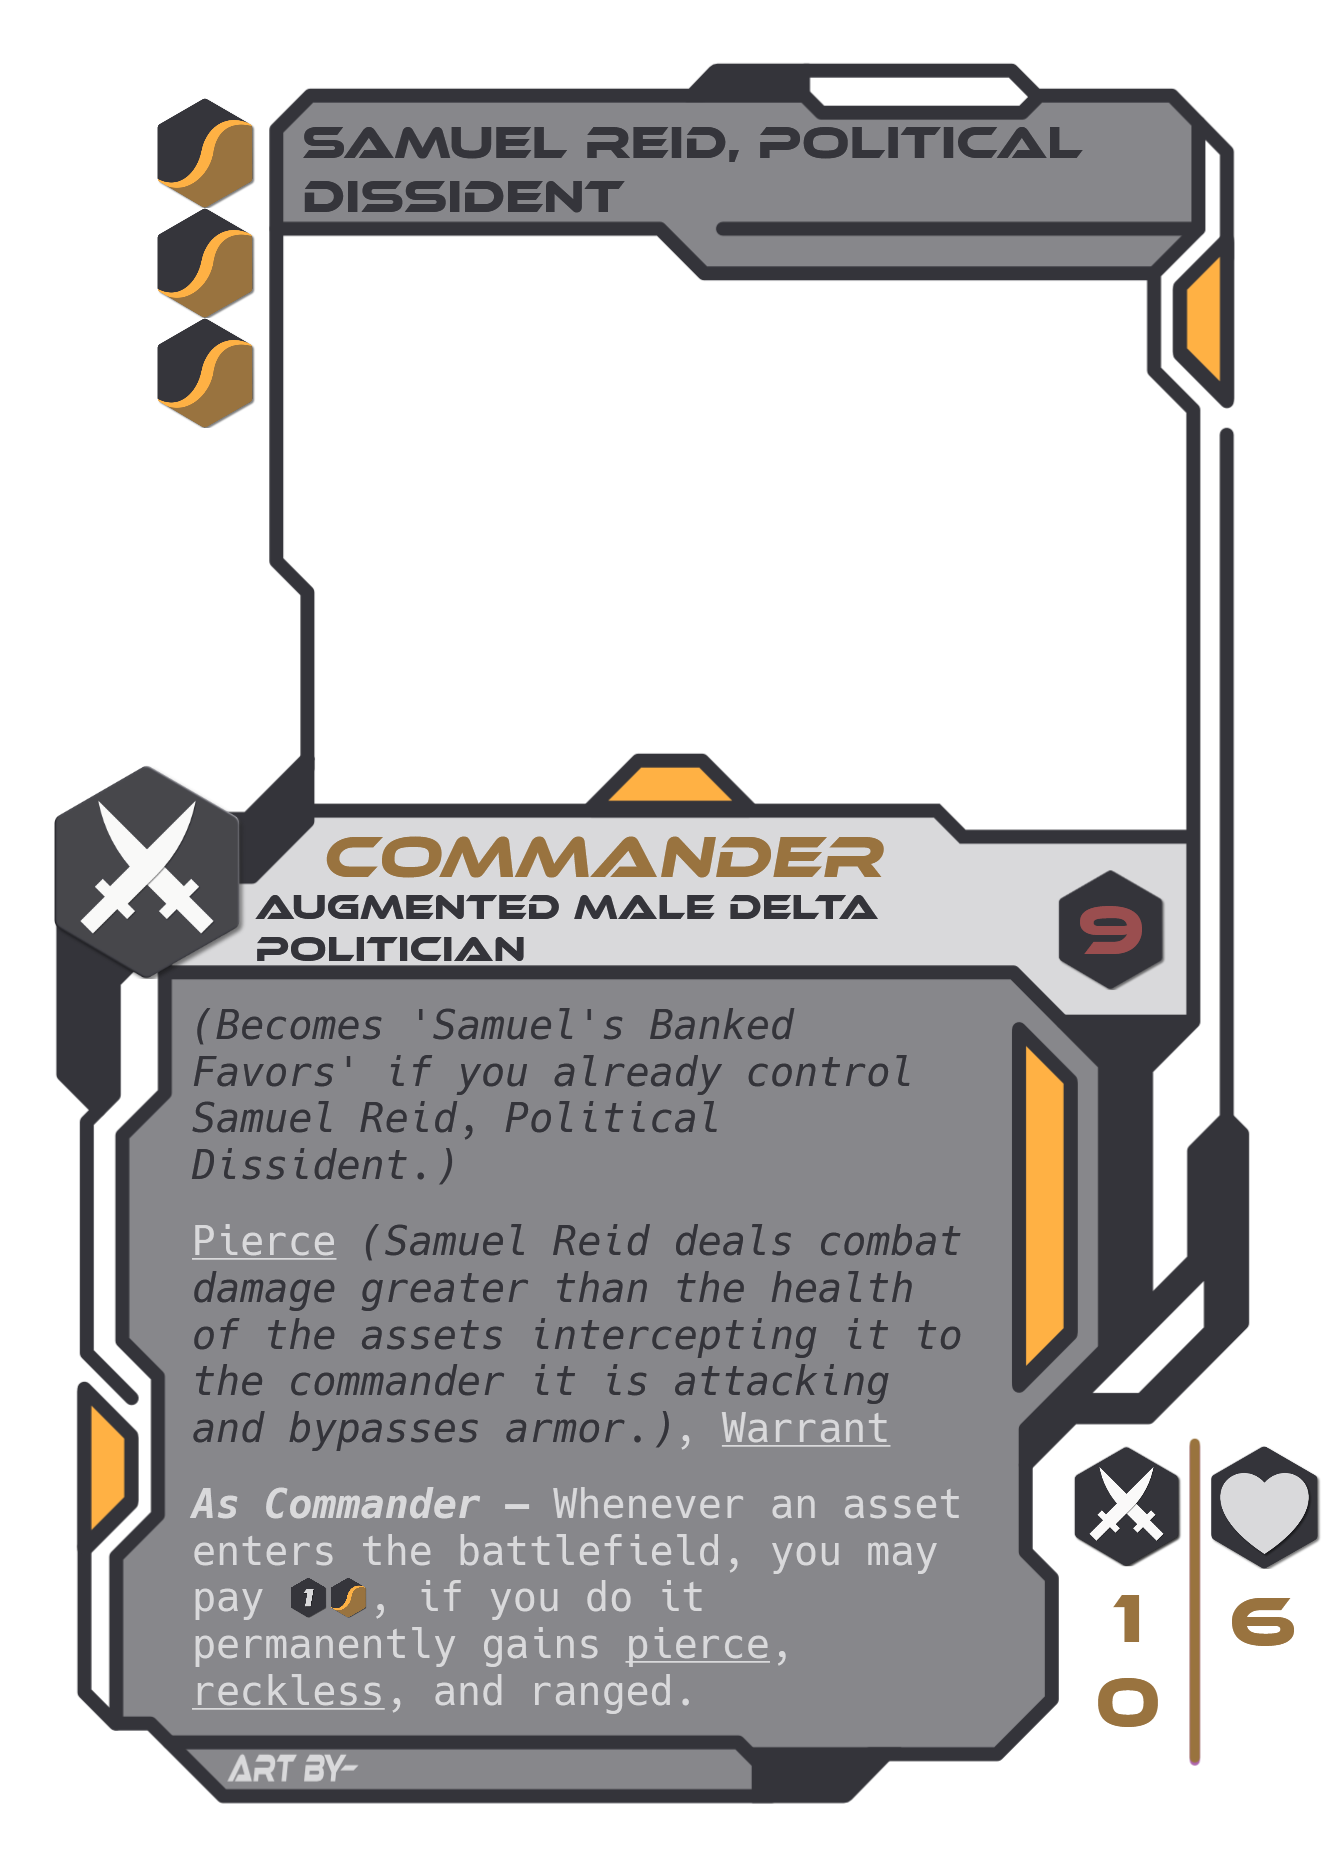 SAMUEL REID, POLITICAL
DISSIDENT
COMMANDER
AUGMENTED MALE DELTA
POLITICIAN
9
(Becomes 'Samuel's Banked
Favors' if you already control
Samuel Reid, Political
Dissident.)
Pierce (Samuel Reid deals combat
damage greater than the health
of the assets intercepting it to
the commander it is attacking
and bypasses armor.), Warrant
As Commander – Whenever an asset
enters the battlefield, you may
pay 1, if you do it
permanently gains pierce,
reckless, and ranged.
1
0
6
ART BY-